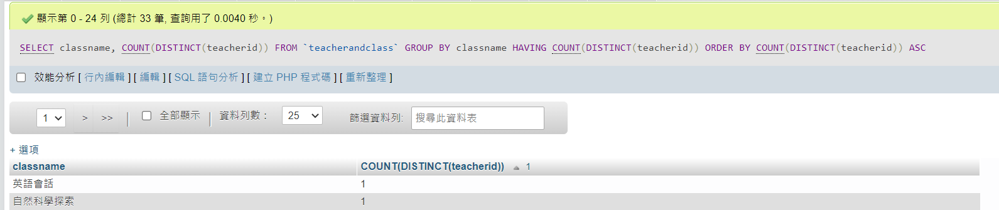 顯示第 0 - 24 列 (總計 33 筆, 查詢用了 0.0040 秒。)
SELECT classname, COUNT(DISTINCT(teacherid)) FROM `teacherandclass` GROUP BY classname HAVING COUNT(DISTINCT(teacherid)) ORDER BY COUNT(DISTINCT(teacherid)) ASC
效能分析 [ 行內編輯 ] [ 編輯 ] [ SQL 語句分析 ] [ 建立 PHP 程式碼 ] [ 重新整理 ]
1 > >> 全部顯示 資料列數： 25 篩選資料列: 搜尋此資料表
+ 選項
classname COUNT(DISTINCT(teacherid)) 1
英語會話 1
自然科學探索 1